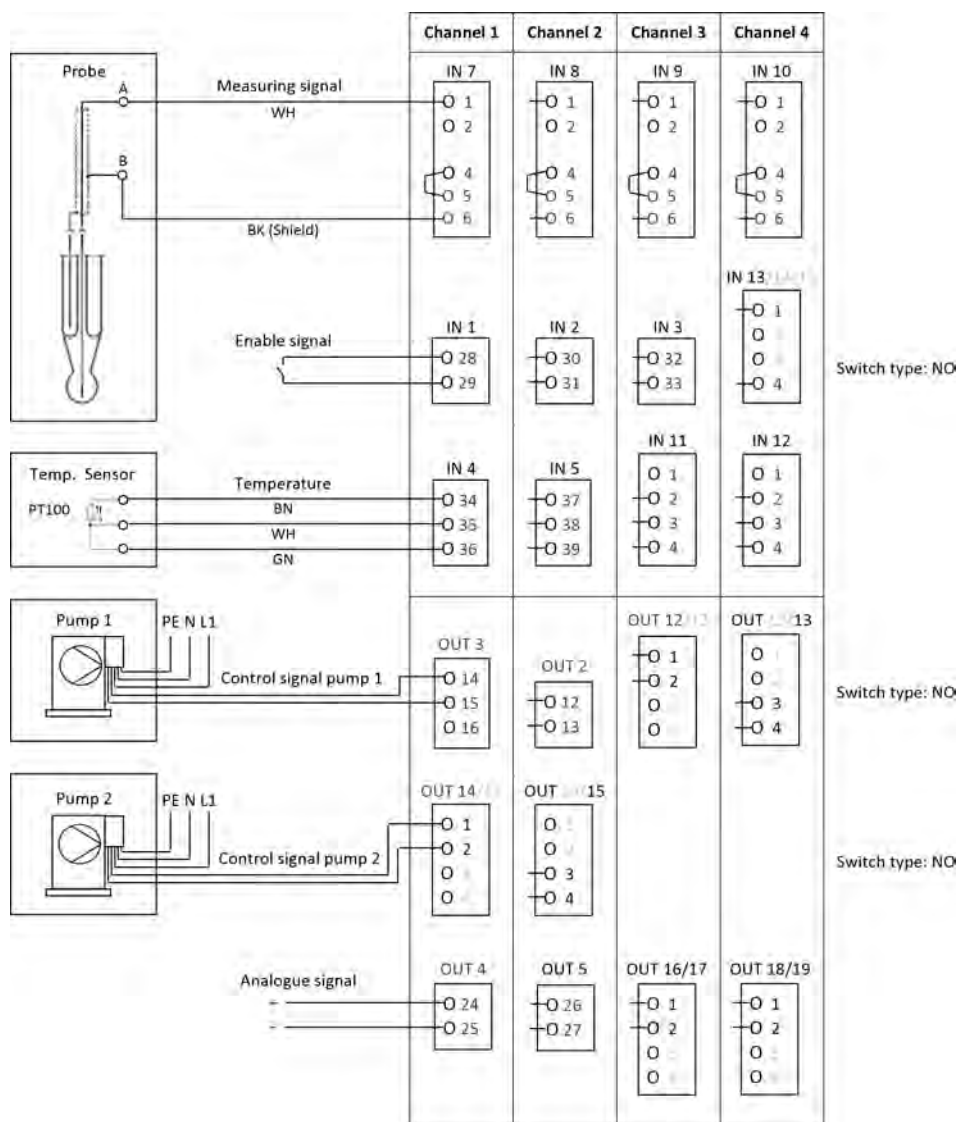 Channel 1 Channel 2 Channel 3 Channel 4
Probe
A
B
Measuring signal
WH
BK (Shield)
IN 7 IN 8 IN 9 IN 10
1 1 1 1
2 2 2 2
4 4 4 4
5 5 5 5
6 6 6 6
IN 13
1
4
Enable signal
IN 1 IN 2 IN 3
28 30 32
29 31 33
Switch type: NO
Temp. Sensor
PT100
Temperature
BN
WH
GN
IN 4 IN 5 IN 11 IN 12
34 37 1 1
35 38 2 2
36 39 3 3
4 4
Pump 1
PE N L1
Control signal pump 1
OUT 3 OUT 2 OUT 12 OUT 13
14 12 1
15 13 2 3
16 4
Switch type: NO
Pump 2
PE N L1
Control signal pump 2
OUT 14 OUT 15
1
2
3
4
Switch type: NO
Analogue signal
OUT 4 OUT 5 OUT 16/17 OUT 18/19
24 26 1 1
25 27 2 2